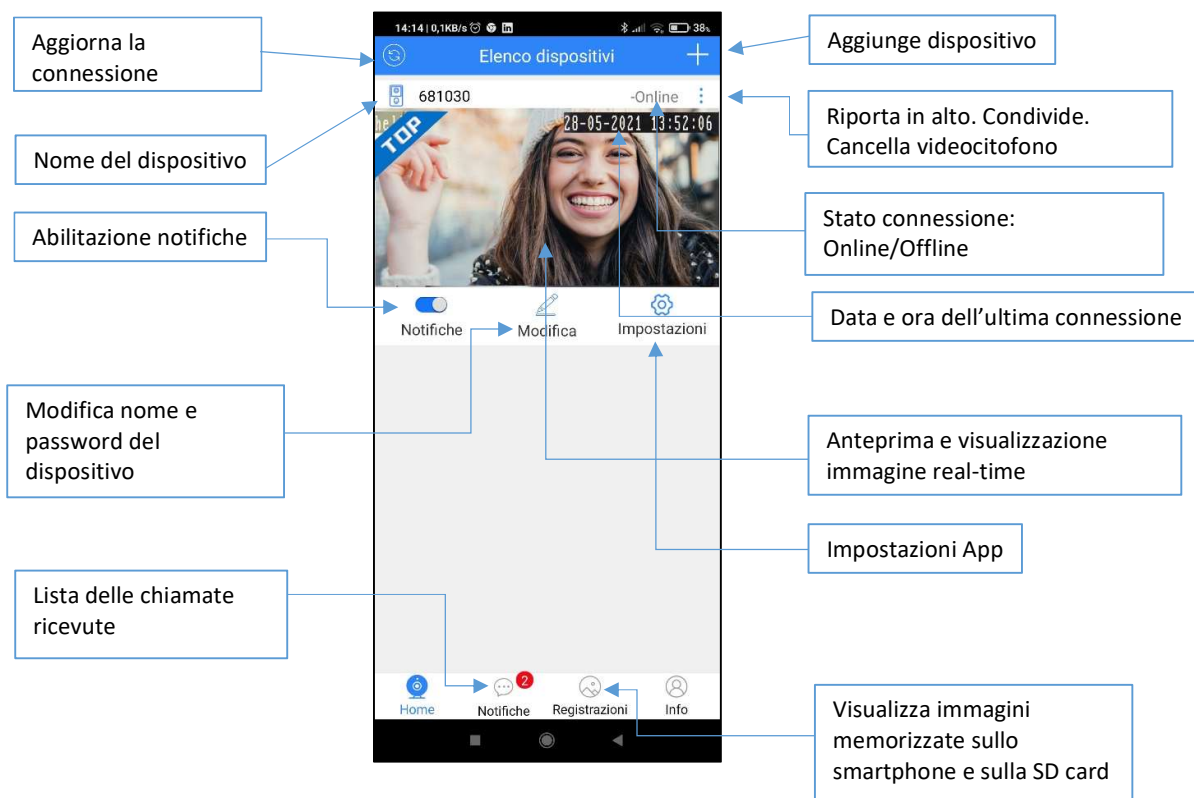 Aggiorna la
connessione
Nome del dispositivo
Abilitazione notifiche
Modifica nome e
password del
dispositivo
Lista delle chiamate
ricevute
14:14 | 0,1KB/s
38%
Elenco dispositivi
681030
-Online
TOP
28-05-2021 13:52:06
Notifiche
Modifica
Impostazioni
2
Home
Notifiche
Registrazioni
Info
Aggiunge dispositivo
Riporta in alto. Condivide.
Cancella videocitofono
Stato connessione:
Online/Offline
Data e ora dell’ultima connessione
Anteprima e visualizzazione
immagine real-time
Impostazioni App
Visualizza immagini
memorizzate sullo
smartphone e sulla SD card